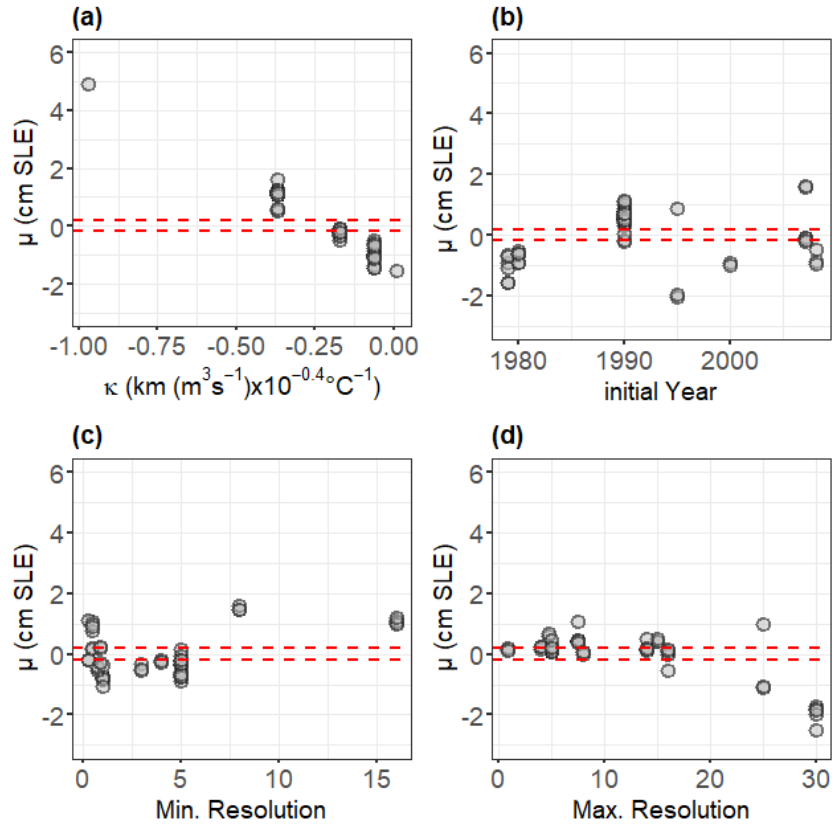 (a)
6
4
2
0
-2
μ (cm SLE)
-1.00 -0.75 -0.50 -0.25 0.00
κ (km (m³s⁻¹)x10⁻⁰·⁴°C⁻¹)
(b)
6
4
2
0
-2
μ (cm SLE)
1980 1990 2000
initial Year
(c)
6
4
2
0
-2
μ (cm SLE)
0 5 10 15
Min. Resolution
(d)
6
4
2
0
-2
μ (cm SLE)
0 10 20 30
Max. Resolution